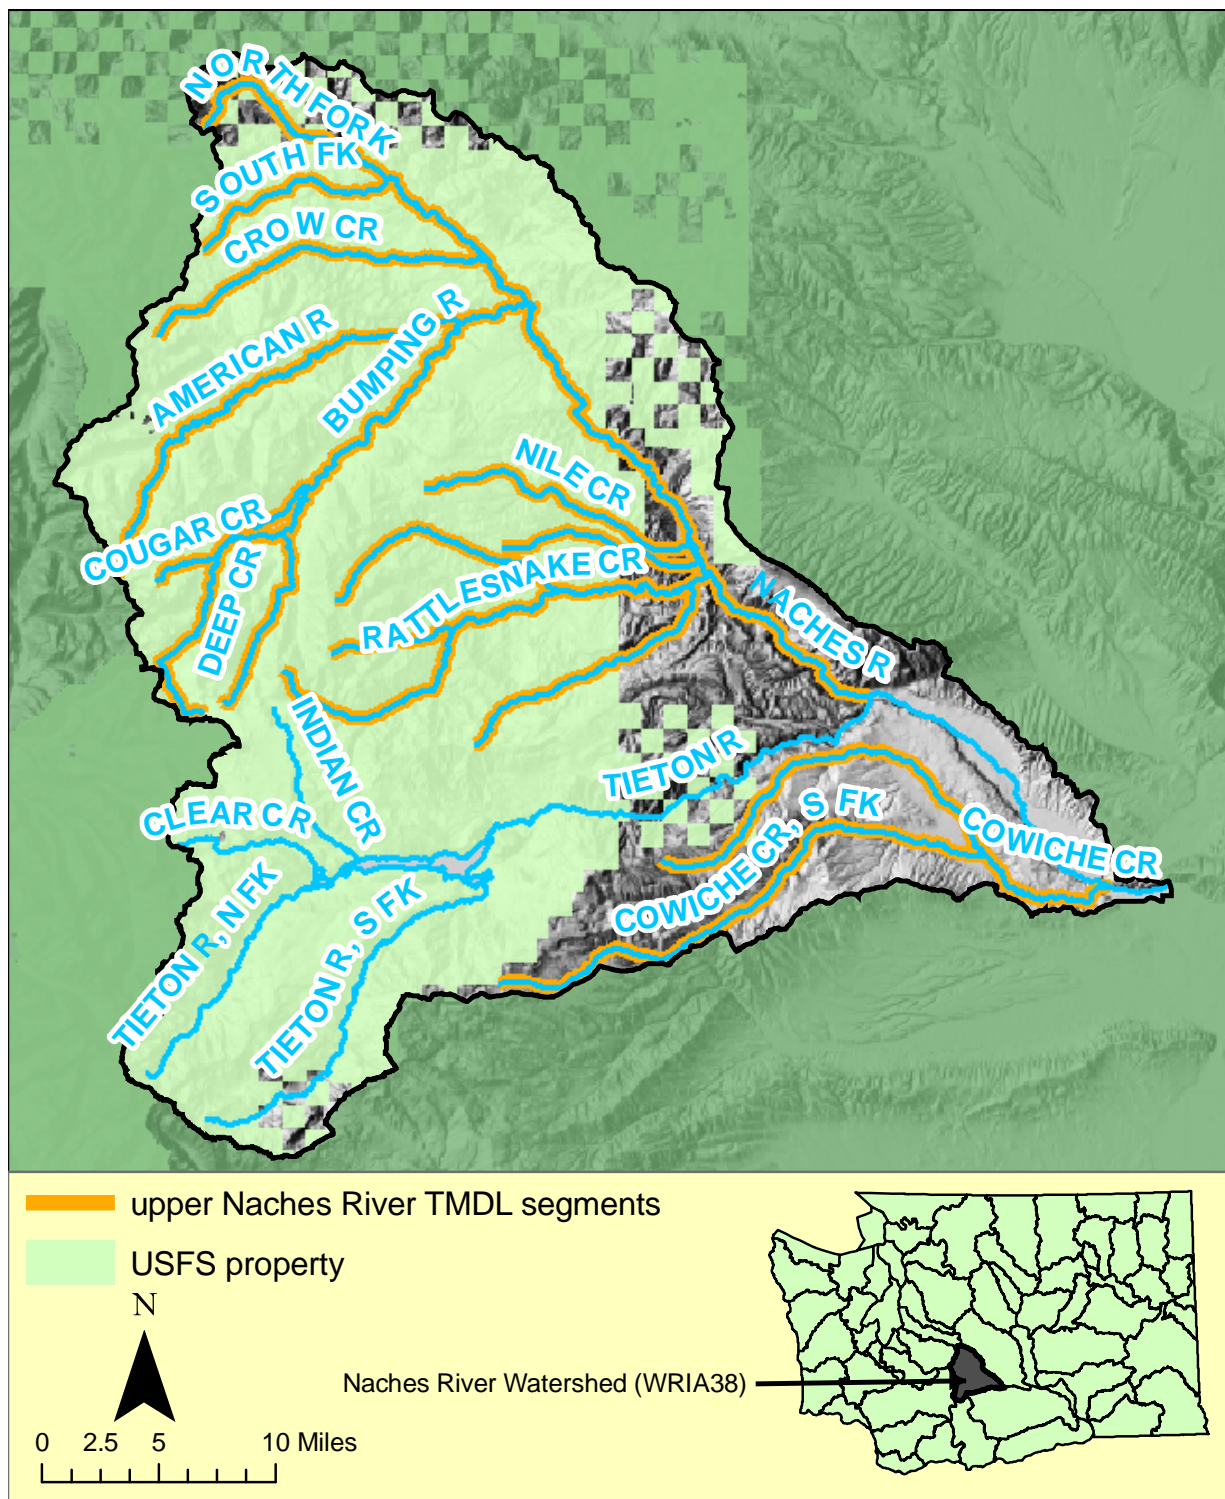 NORTH FORK
SOUTH FK
CROW CR
AMERICAN R
BUMPING R
NILE CR
COUGAR CR
DEEP CR
RATTLESNAKE CR
NACHES R
INDIAN CR
TIETON R
CLEAR CR
COWICHE CR, S FK
COWICHE CR
TIETON R, N FK
TIETON R, S FK
upper Naches River TMDL segments
USFS property
N
Naches River Watershed (WRIA38)
0 2.5 5 10 Miles